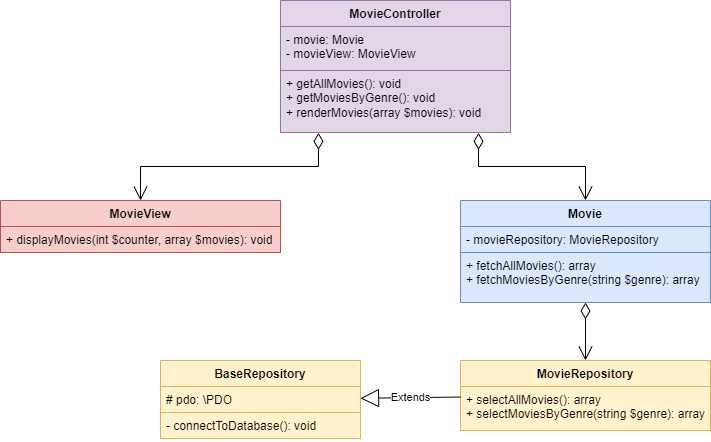 MovieController
- movie: Movie
- movieView: MovieView
+ getAllMovies(): void
+ getMoviesByGenre(): void
+ renderMovies(array $movies): void
MovieView
+ displayMovies(int $counter, array $movies): void
Movie
- movieRepository: MovieRepository
+ fetchAllMovies(): array
+ fetchMoviesByGenre(string $genre): array
BaseRepository
# pdo: \PDO
- connectToDatabase(): void
Extends
MovieRepository
+ selectAllMovies(): array
+ selectMoviesByGenre(string $genre): array